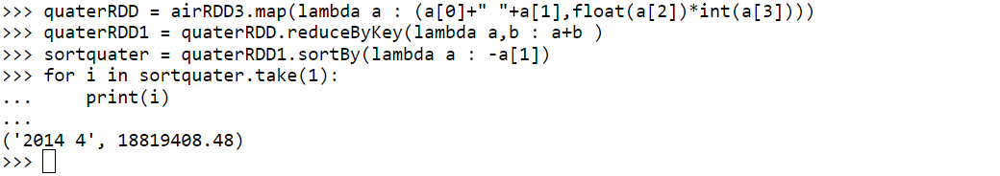 >>> quaterRDD = airRDD3.map(lambda a : (a[0]+" "+a[1],float(a[2])*int(a[3])))
>>> quaterRDD1 = quaterRDD.reduceByKey(lambda a,b : a+b )
>>> sortquater = quaterRDD1.sortBy(lambda a : -a[1])
>>> for i in sortquater.take(1):
...     print(i)
...
('2014 4', 18819408.48)
>>>